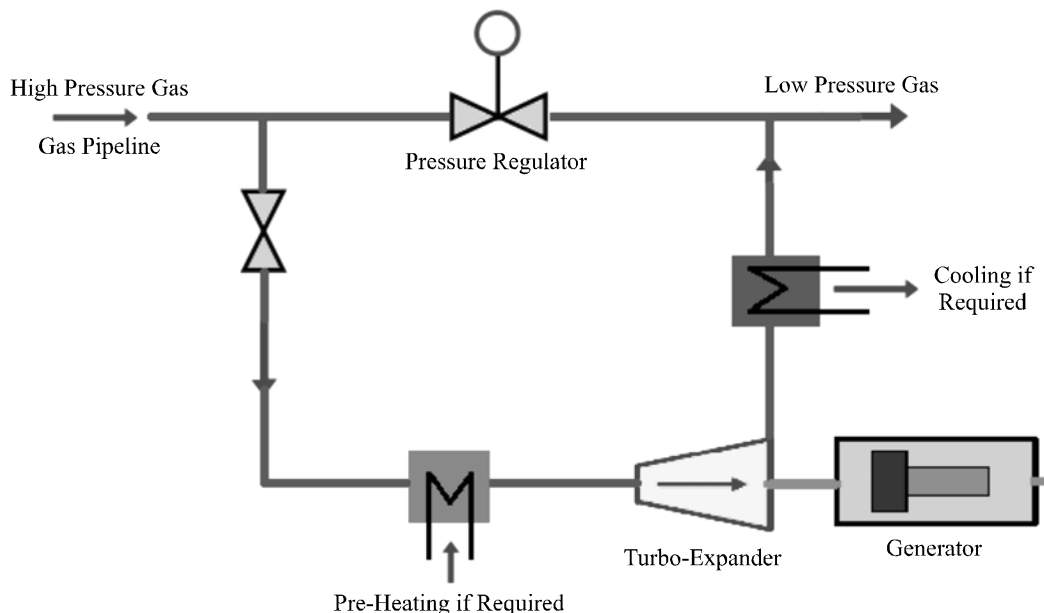 High Pressure Gas
Gas Pipeline
Low Pressure Gas
Pressure Regulator
Cooling if
Required
Turbo-Expander
Generator
Pre-Heating if Required